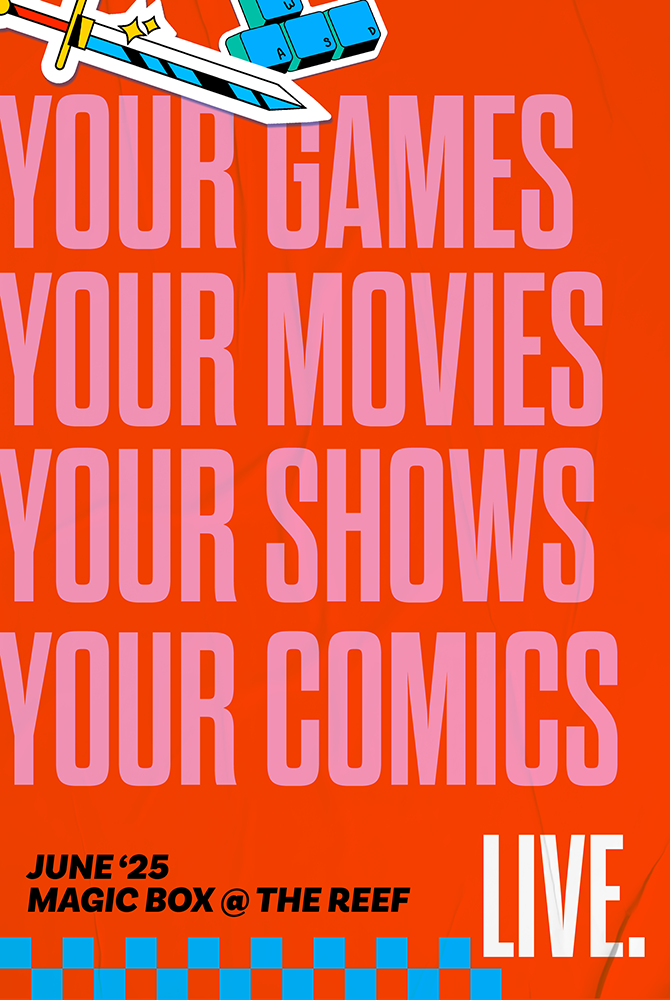 W
A S D
YOUR GAMES
YOUR MOVIES
YOUR SHOWS
YOUR COMICS
JUNE ‘25
MAGIC BOX @ THE REEF
LIVE.